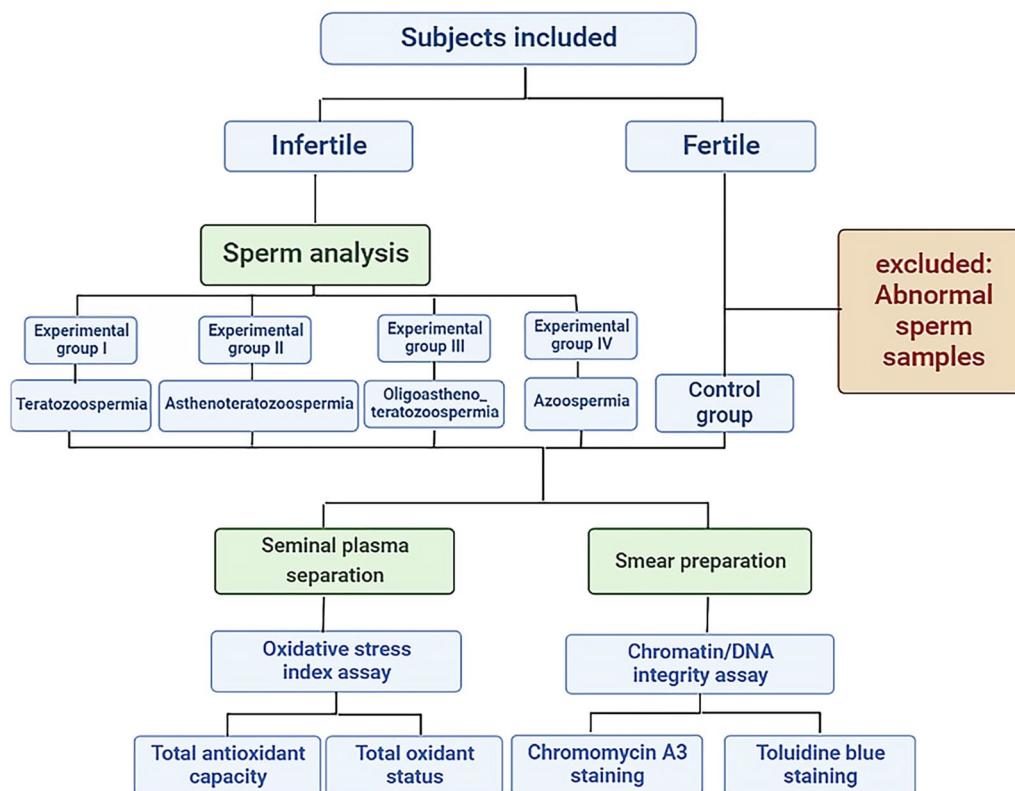 Subjects included
Infertile
Fertile
Sperm analysis
excluded:
Abnormal
sperm
samples
Experimental
group I
Experimental
group II
Experimental
group III
Experimental
group IV
Teratozoospermia
Asthenoteratozoospermia
Oligoastheno_
teratozoospermia
Azoospermia
Control
group
Seminal plasma
separation
Smear preparation
Oxidative stress
index assay
Chromatin/DNA
integrity assay
Total antioxidant
capacity
Total oxidant
status
Chromomycin A3
staining
Toluidine blue
staining